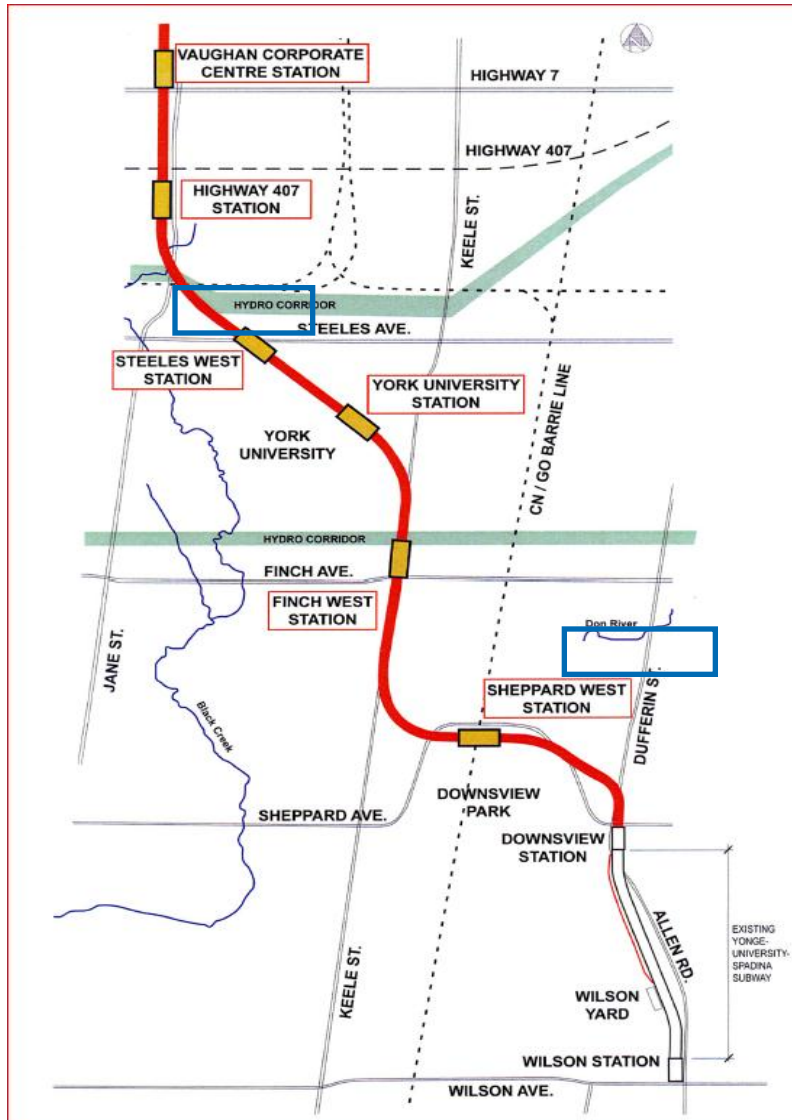 VAUGHAN CORPORATE
CENTRE STATION
HIGHWAY 7
HIGHWAY 407
HIGHWAY 407
STATION
KEELE ST.
HYDRO CORRIDOR
STEELES AVE.
STEELES WEST
STATION
YORK UNIVERSITY
STATION
CN / GO BARRIE LINE
YORK
UNIVERSITY
HYDRO CORRIDOR
FINCH AVE.
FINCH WEST
STATION
Don River
JANE ST.
SHEPPARD WEST
STATION
DUFFERIN ST.
Black Creek
DOWNSVIEW
PARK
SHEPPARD AVE.
DOWNSVIEW
STATION
ALLEN RD.
EXISTING
YONGE-
UNIVERSITY-
SPADINA
SUBWAY
KEELE ST.
WILSON
YARD
WILSON STATION
WILSON AVE.